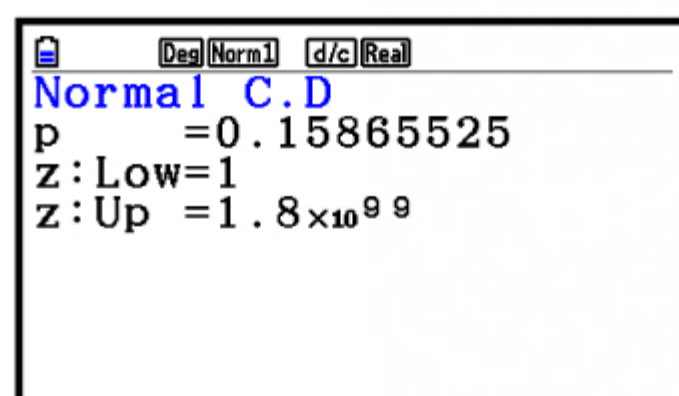 Deg Norm1 d/c Real
Normal C.D
p =0.15865525
z:Low=1
z:Up =1.8×10⁹⁹